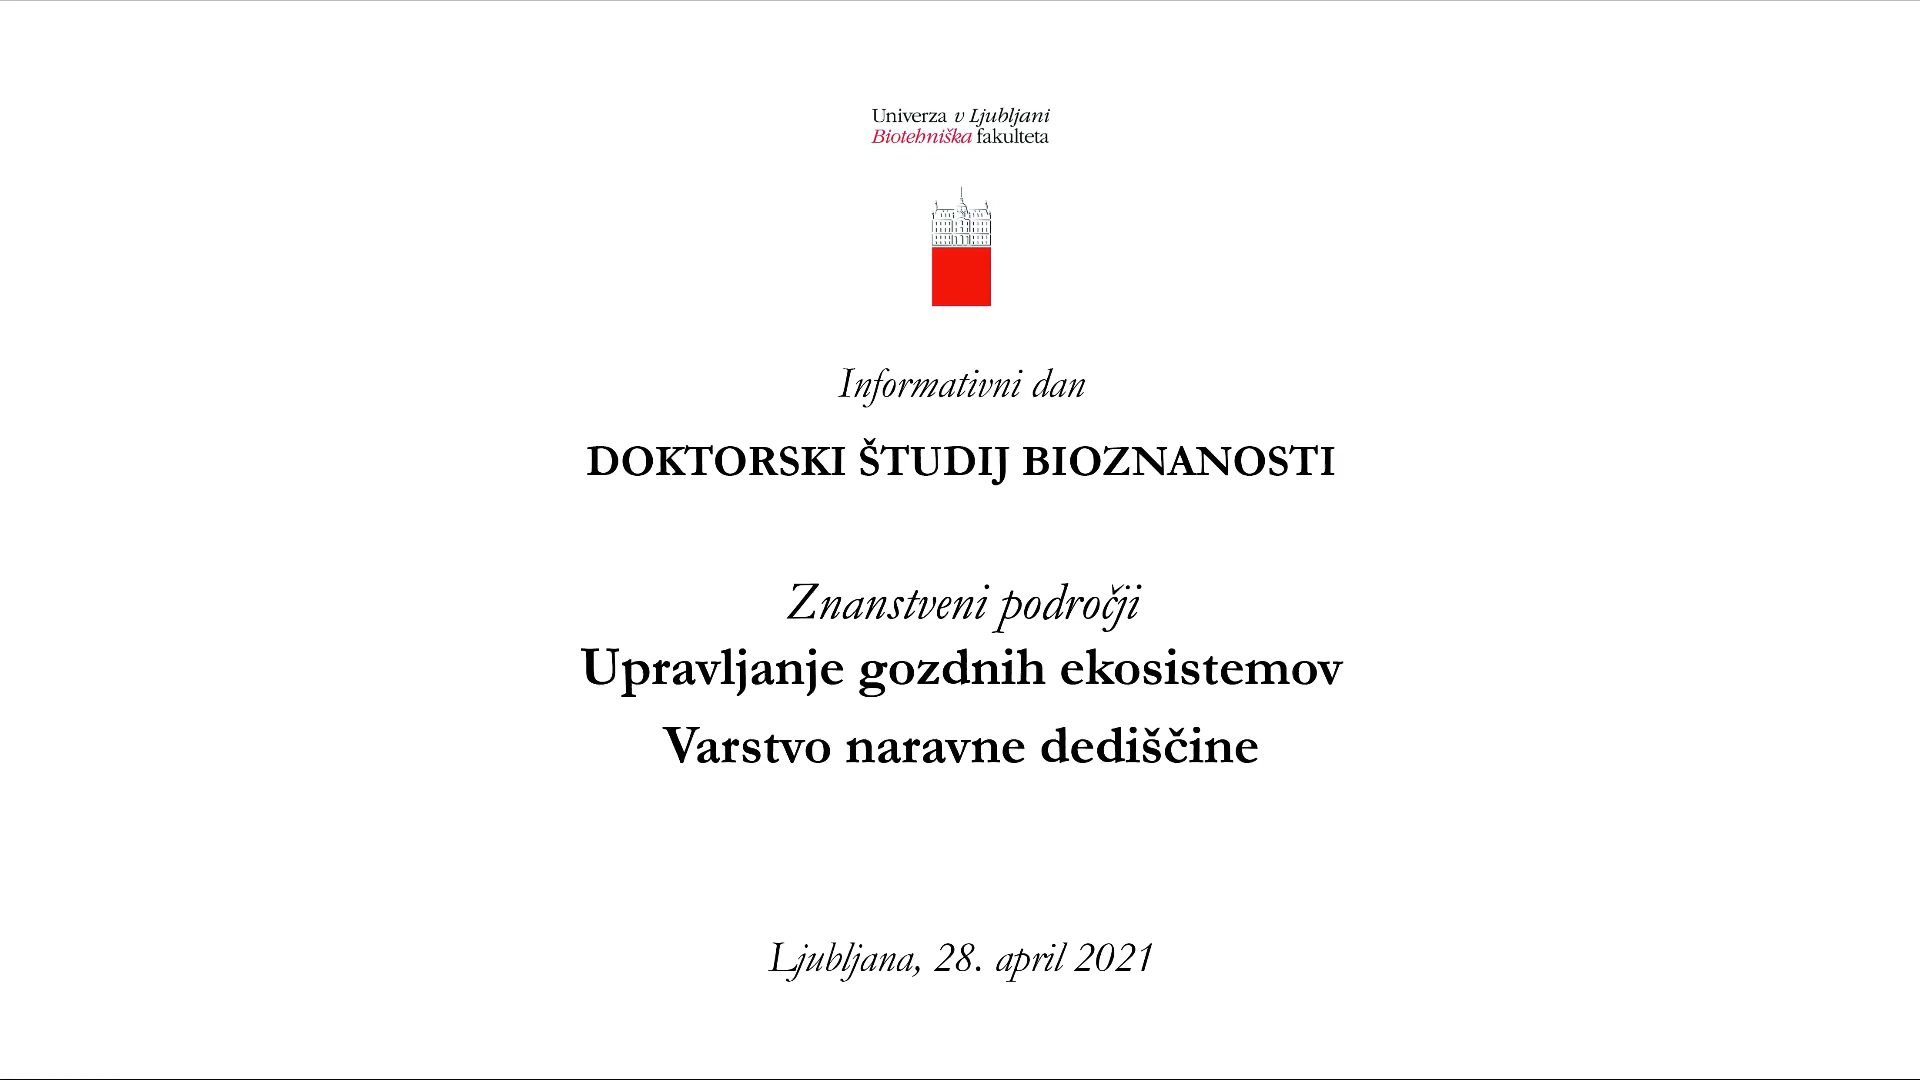 Univerza v Ljubljani
Biotehniška fakulteta
Informativni dan
DOKTORSKI ŠTUDIJ BIOZNANOSTI
Znanstveni področji
Upravljanje gozdnih ekosistemov
Varstvo naravne dediščine
Ljubljana, 28. april 2021